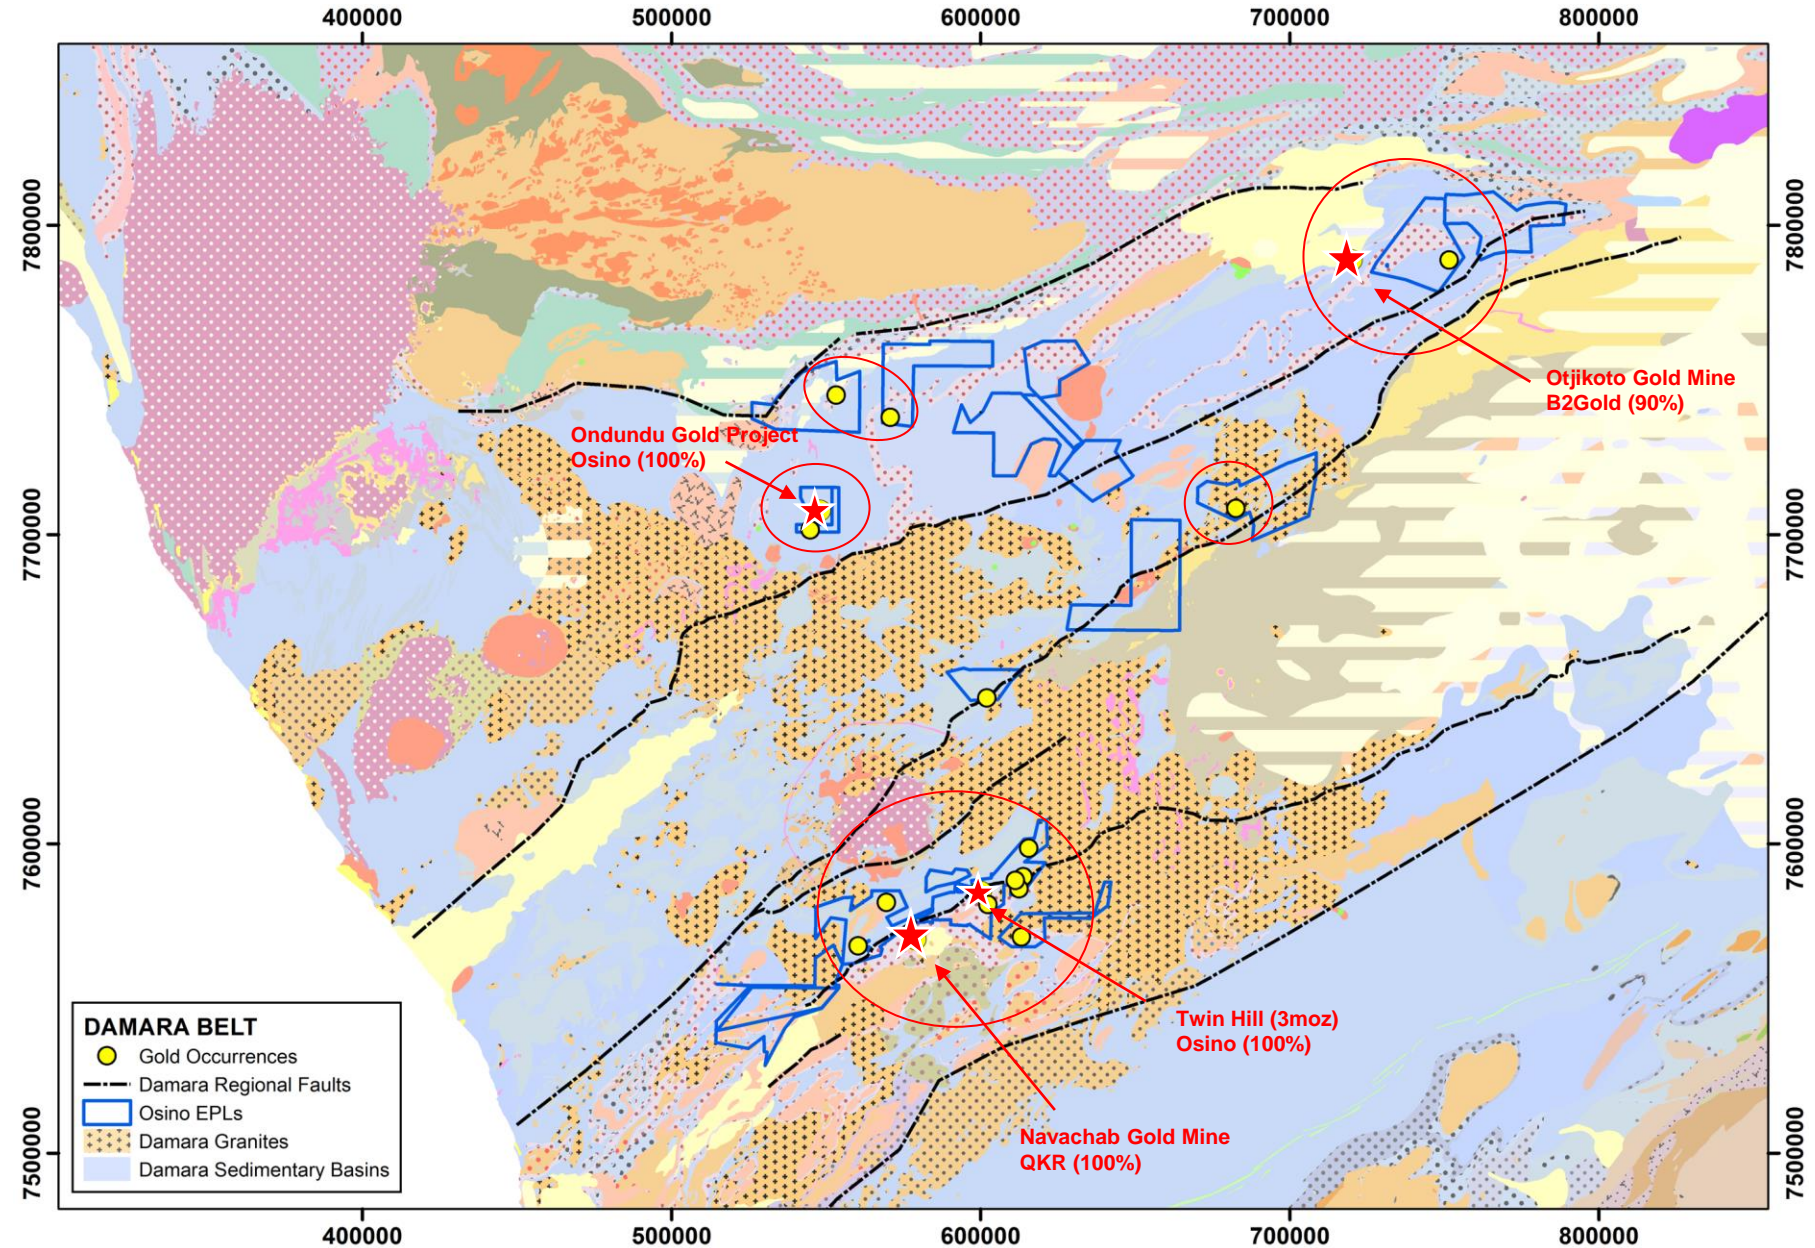 400000
500000
600000
700000
800000
7800000
7800000
Otjikoto Gold Mine
B2Gold (90%)
Ondundu Gold Project
Osino (100%)
7700000
7700000
7600000
7600000
DAMARA BELT
Gold Occurrences
Damara Regional Faults
Osino EPLs
Damara Granites
Damara Sedimentary Basins
Twin Hill (3moz)
Osino (100%)
Navachab Gold Mine
QKR (100%)
7500000
7500000
400000
500000
600000
700000
800000